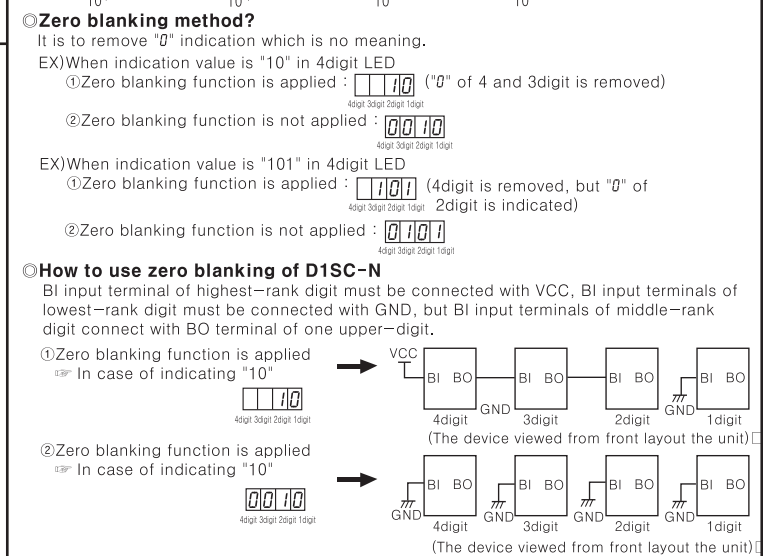 10 10 10 10
◎Zero blanking method?
It is to remove "0" indication which is no meaning.
EX)When indication value is "10" in 4digit LED
①Zero blanking function is applied : 10 ("0" of 4 and 3digit is removed)
4digit 3digit 2digit 1digit
②Zero blanking function is not applied : 0010
4digit 3digit 2digit 1digit
EX)When indication value is "101" in 4digit LED
①Zero blanking function is applied : 101 (4digit is removed, but "0" of
4digit 3digit 2digit 1digit 2digit is indicated)
②Zero blanking function is not applied : 0101
4digit 3digit 2digit 1digit
◎How to use zero blanking of D1SC-N
BI input terminal of highest-rank digit must be connected with VCC, BI input terminals of
lowest-rank digit must be connected with GND, but BI input terminals of middle-rank
digit connect with BO terminal of one upper-digit.
①Zero blanking function is applied
☞ In case of indicating "10"
10
4digit 3digit 2digit 1digit
VCC
BI BO BI BO BI BO BI BO
GND GND
4digit 3digit 2digit 1digit
(The device viewed from front layout the unit)
②Zero blanking function is applied
☞ In case of indicating "10"
0010
4digit 3digit 2digit 1digit
BI BO BI BO BI BO BI BO
GND GND GND GND
4digit 3digit 2digit 1digit
(The device viewed from front layout the unit)